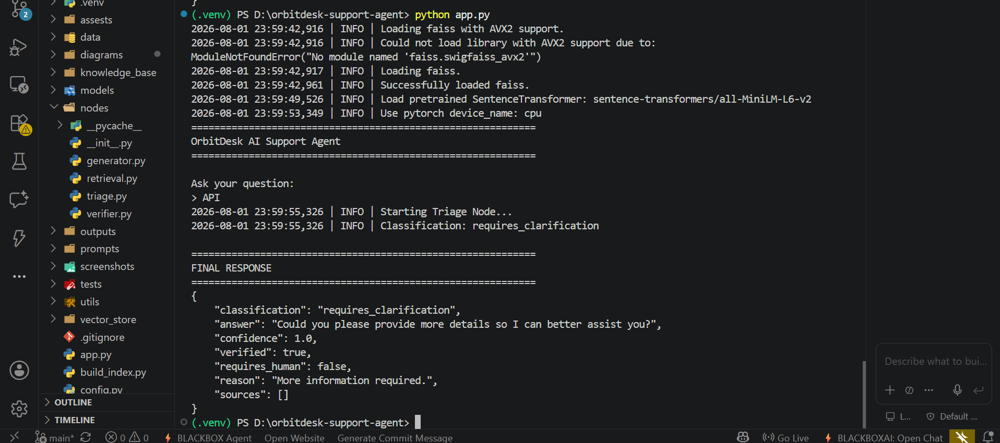 2
.venv
assests
data
diagrams
knowledge_base
models
nodes
__pycache__
__init__.py
generator.py
retrieval.py
triage.py
verifier.py
outputs
prompts
screenshots
tests
utils
vector_store
.gitignore
app.py
build_index.py
config.py
OUTLINE
TIMELINE
}
(.venv) PS D:\orbitdesk-support-agent> python app.py
2026-08-01 23:59:42,916 | INFO | Loading faiss with AVX2 support.
2026-08-01 23:59:42,916 | INFO | Could not load library with AVX2 support due to:
ModuleNotFoundError("No module named 'faiss.swigfaiss_avx2'")
2026-08-01 23:59:42,917 | INFO | Loading faiss.
2026-08-01 23:59:42,961 | INFO | Successfully loaded faiss.
2026-08-01 23:59:49,526 | INFO | Load pretrained SentenceTransformer: sentence-transformers/all-MiniLM-L6-v2
2026-08-01 23:59:53,349 | INFO | Use pytorch device_name: cpu
============================================================
OrbitDesk AI Support Agent
============================================================
Ask your question:
> API
2026-08-01 23:59:55,326 | INFO | Starting Triage Node...
2026-08-01 23:59:55,326 | INFO | Classification: requires_clarification
============================================================
FINAL RESPONSE
============================================================
{
"classification": "requires_clarification",
"answer": "Could you please provide more details so I can better assist you?",
"confidence": 1.0,
"verified": true,
"requires_human": false,
"reason": "More information required.",
"sources": []
}
(.venv) PS D:\orbitdesk-support-agent>
Describe what to bui...
L...
Default ...
main* 0 0 BLACKBOX Agent Open Website Generate Commit Message Go Live BLACKBOXAI: Open Chat